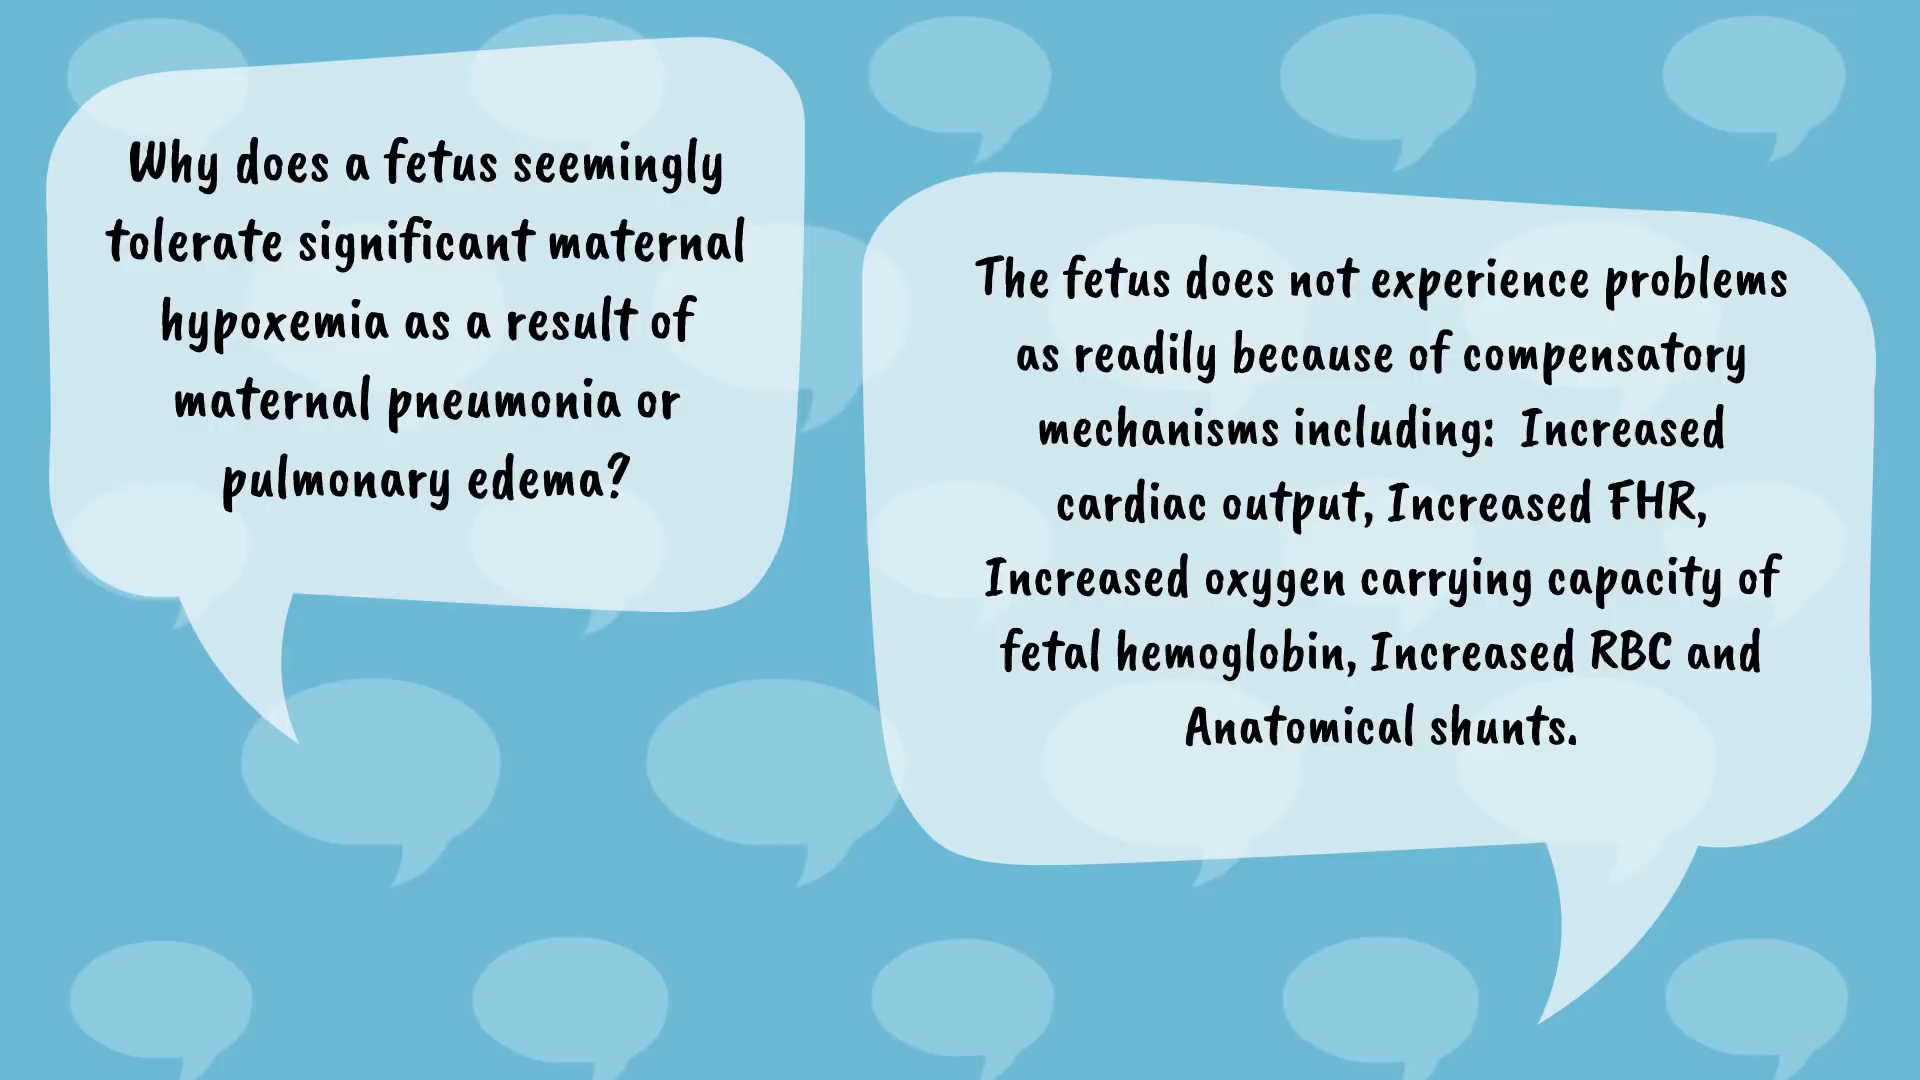 Why does a fetus seemingly
tolerate significant maternal
hypoxemia as a result of
maternal pneumonia or
pulmonary edema?
The fetus does not experience problems
as readily because of compensatory
mechanisms including:  Increased
cardiac output, Increased FHR,
Increased oxygen carrying capacity of
fetal hemoglobin, Increased RBC and
Anatomical shunts.